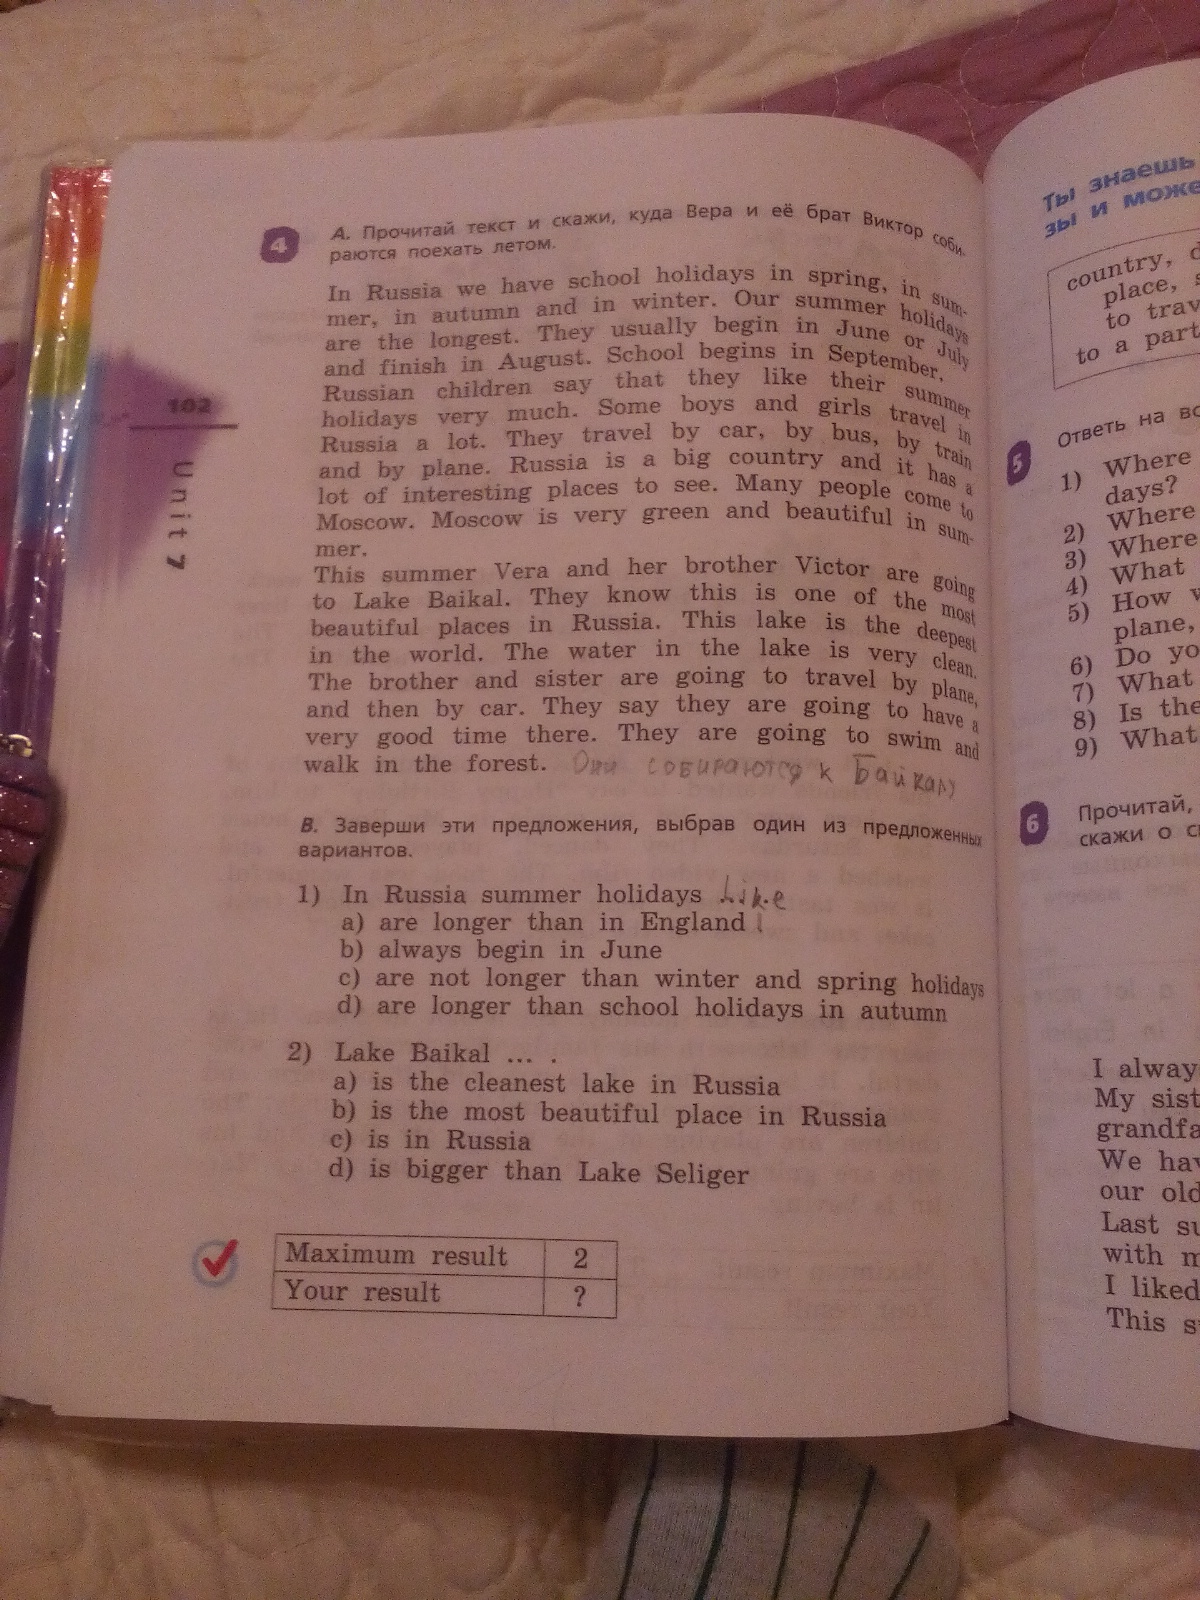 4
А. Прочитай текст и скажи, куда Вера и её брат Виктор соби-
раются поехать летом.
In Russia we have school holidays in spring, in sum-
mer, in autumn and in winter. Our summer holidays
are the longest. They usually begin in June or July
and finish in August. School begins in September.
Russian children say that they like their summer
holidays very much. Some boys and girls travel in
Russia a lot. They travel by car, by bus, by train
and by plane. Russia is a big country and it has a
lot of interesting places to see. Many people come to
Moscow. Moscow is very green and beautiful in sum-
mer.
This summer Vera and her brother Victor are going
to Lake Baikal. They know this is one of the most
beautiful places in Russia. This lake is the deepest
in the world. The water in the lake is very clean.
The brother and sister are going to travel by plane,
and then by car. They say they are going to have a
very good time there. They are going to swim and
walk in the forest. Они собираются к Байкалу
102
Unit 7
В. Заверши эти предложения, выбрав один из предложенных
вариантов.
1) In Russia summer holidays Like
a) are longer than in England
b) always begin in June
c) are not longer than winter and spring holidays
d) are longer than school holidays in autumn
2) Lake Baikal ... .
a) is the cleanest lake in Russia
b) is the most beautiful place in Russia
c) is in Russia
d) is bigger than Lake Seliger
Maximum result 2
Your result ?
Ты знаешь
зы и може
country, d
place, s
to trav
to a part
5
Ответь на во
1) Where
days?
2) Where
3) Where
4) What
5) How w
plane,
6) Do yo
7) What
8) Is the
9) What
6
Прочитай,
скажи о с
I alway
My sist
grandfa
We hav
our old
Last su
with m
I liked
This s